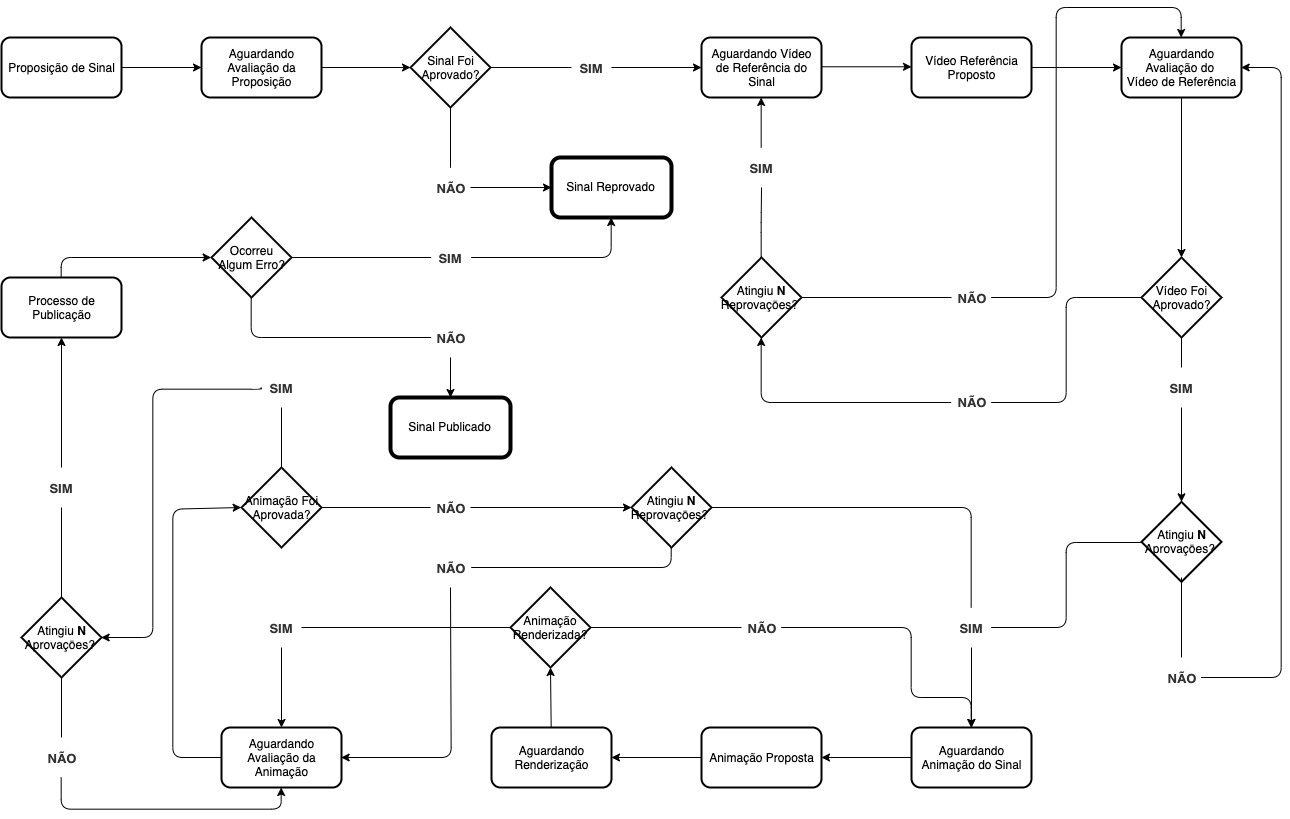 Proposição de Sinal
Aguardando
Avaliação da
Proposição
Sinal Foi
Aprovado?
SIM
Aguardando Vídeo
de Referência do
Sinal
Vídeo Referência
Proposto
Aguardando
Avaliação do
Vídeo de Referência
NÃO
Sinal Reprovado
SIM
Ocorreu
Algum Erro?
SIM
Processo de
Publicação
NÃO
Sinal Publicado
Atingiu N
Reprovações?
NÃO
Vídeo Foi
Aprovado?
NÃO
SIM
SIM
SIM
Animação Foi
Aprovada?
NÃO
Atingiu N
Reprovações?
NÃO
Atingiu N
Aprovações?
Atingiu N
Aprovações?
SIM
Animação
Renderizada?
NÃO
SIM
NÃO
NÃO
Aguardando
Avaliação da
Animação
Aguardando
Renderização
Animação Proposta
Aguardando
Animação do Sinal